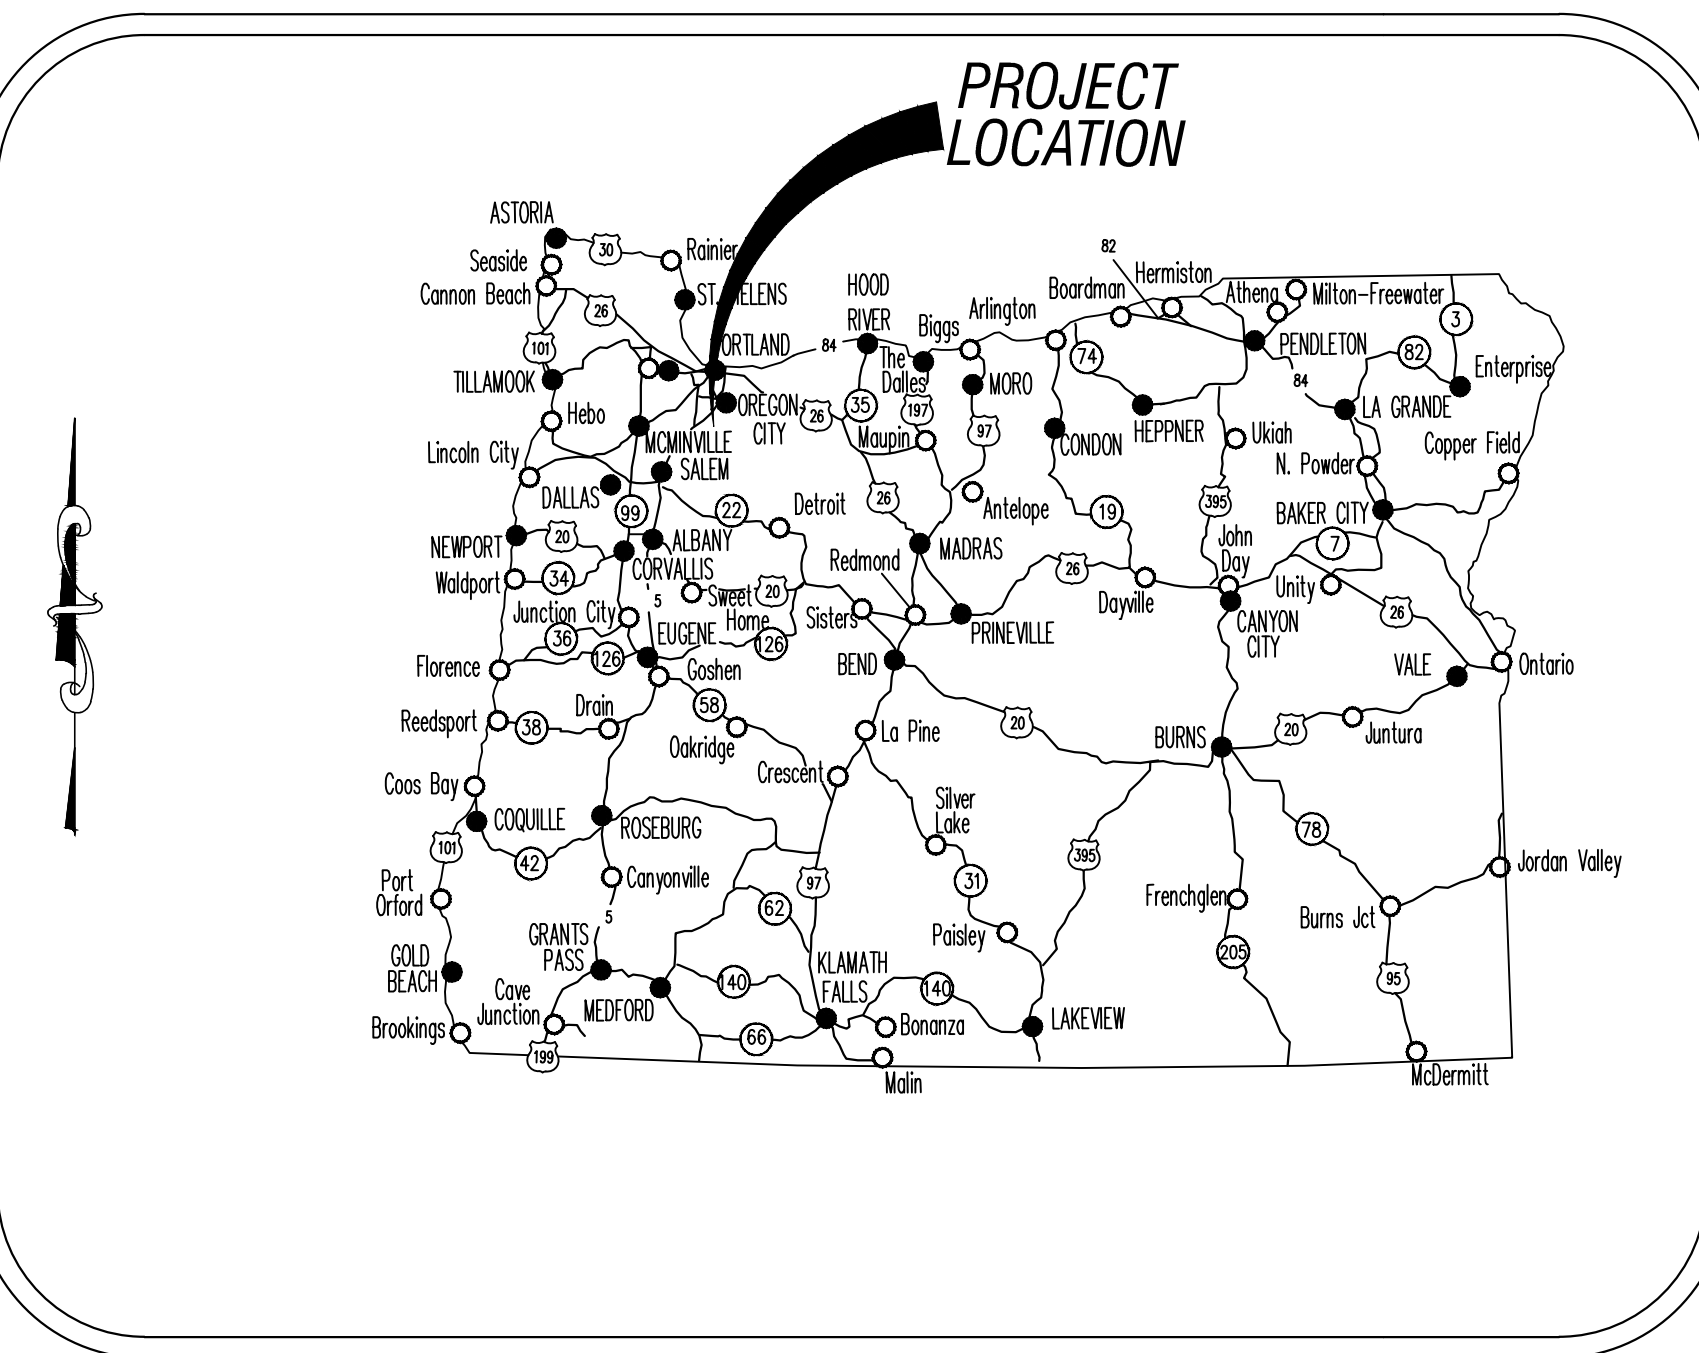 PROJECT
LOCATION
ASTORIA
Seaside
Cannon Beach
30
Rainier
26
101
TILLAMOOK
Hebo
Lincoln City
82
Hermiston
Boardman
Athena
Milton-Freewater
3
HOOD
RIVER
Biggs
Arlington
84
The
Dalles
MORO
74
PENDLETON
82
Enterprise
84
LA GRANDE
OREGON
CITY
26
35
197
97
Maupin
CONDON
HEPPNER
Ukiah
N. Powder
Copper Field
MCMINVILLE
SALEM
DALLAS
99
22
Detroit
26
Antelope
19
395
BAKER CITY
NEWPORT
20
ALBANY
CORVALLIS
Redmond
MADRAS
26
John
Day
7
Waldport
34
5
Sweet
Home
20
Junction City
Sisters
PRINEVILLE
Dayville
CANYON
CITY
Unity
26
36
126
EUGENE
126
Florence
Goshen
BEND
VALE
Ontario
Reedsport
38
Drain
58
Oakridge
La Pine
20
BURNS
20
Juntura
Coos Bay
Crescent
COQUILLE
ROSEBURG
Silver
Lake
78
101
42
395
Port
Orford
Canyonville
97
31
Jordan Valley
5
62
Frenchglen
Burns Jct
GOLD
BEACH
GRANTS
PASS
Paisley
205
95
Cave
Junction
MEDFORD
140
KLAMATH
FALLS
140
Brookings
199
66
Bonanza
LAKEVIEW
Malin
McDermitt